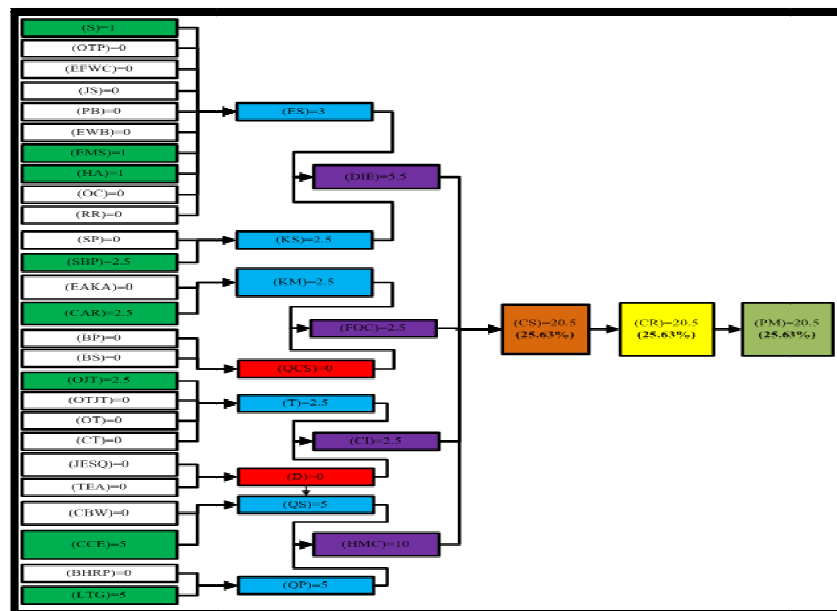 (S)=1
(OTP)=0
(EFWC)=0
(JS)=0
(PB)=0
(EWB)=0
(EMS)=1
(HA)=1
(OC)=0
(RR)=0
(SP)=0
(SBP)=2.5
(EAKA)=0
(CAR)=2.5
(BP)=0
(BS)=0
(OJT)=2.5
(OTJT)=0
(OT)=0
(CT)=0
(JESQ)=0
(TEA)=0
(CBW)=0
(CCE)=5
(BHRP)=0
(LTG)=5
(ES)=3
(KS)=2.5
(KM)=2.5
(QCS)=0
(T)=2.5
(D)=0
(QS)=5
(QP)=5
(DIE)=5.5
(FOC)=2.5
(CI)=2.5
(HMC)=10
(CS)=20.5
(25.63%)
(CR)=20.5
(25.63%)
(PM)=20.5
(25.63%)